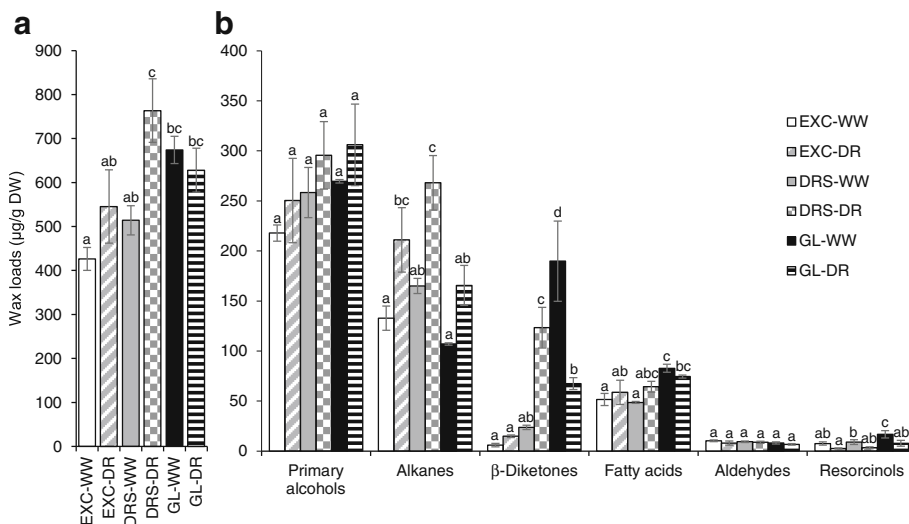 a
b
900
800
700
600
500
400
300
200
100
0
Wax loads (µg/g DW)
a
ab
ab
c
bc
bc
EXC-WW
EXC-DR
DRS-WW
DRS-DR
GL-WW
GL-DR
400
350
300
250
200
150
100
50
0
a
a
a
a
a
a
a
bc
ab
c
a
ab
a
a
ab
c
d
b
a
ab
a
abc
c
bc
a
a
a
a
a
a
ab
a
b
ab
c
ab
Primary
alcohols
Alkanes
β-Diketones
Fatty acids
Aldehydes
Resorcinols
EXC-WW
EXC-DR
DRS-WW
DRS-DR
GL-WW
GL-DR